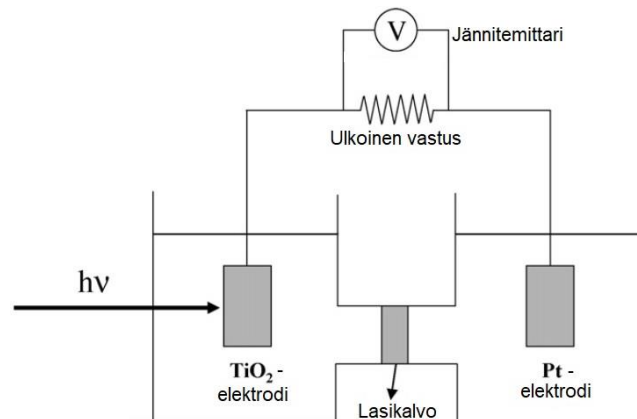 V
Jännitemittari
Ulkoinen vastus
hν
TiO₂ -
elektrodi
Pt -
elektrodi
Lasikalvo